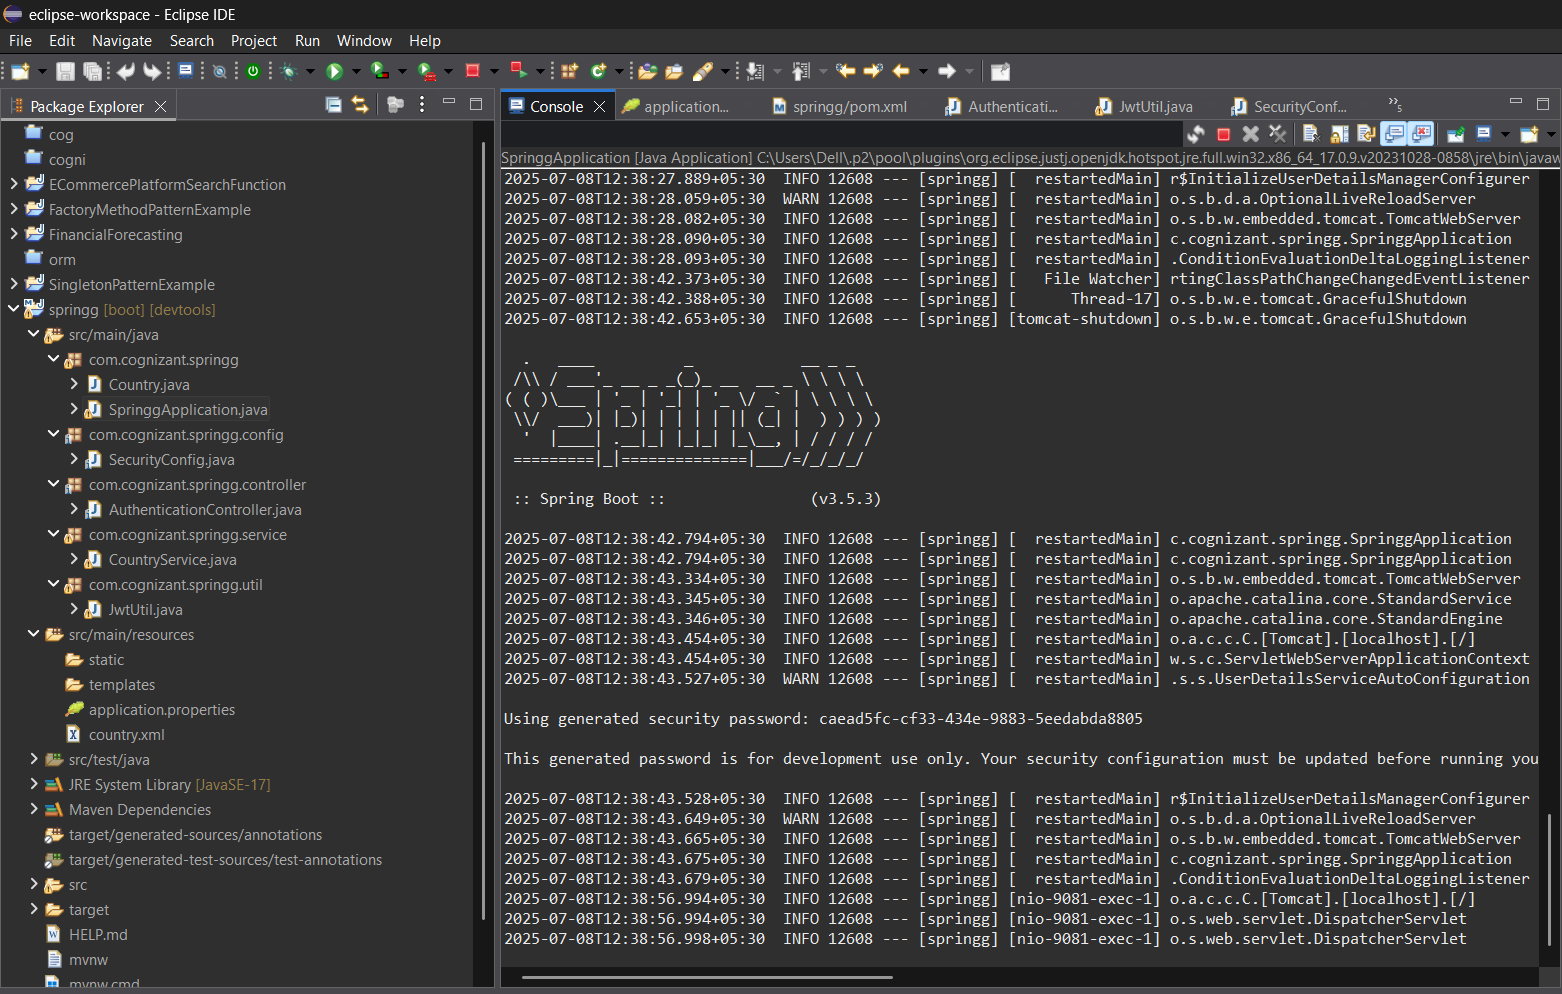 eclipse-workspace - Eclipse IDE
File Edit Navigate Search Project Run Window Help
Package Explorer
cog
cogni
ECommercePlatformSearchFunction
FactoryMethodPatternExample
FinancialForecasting
orm
SingletonPatternExample
springg [boot] [devtools]
src/main/java
com.cognizant.springg
Country.java
SpringgApplication.java
com.cognizant.springg.config
SecurityConfig.java
com.cognizant.springg.controller
AuthenticationController.java
com.cognizant.springg.service
CountryService.java
com.cognizant.springg.util
JwtUtil.java
src/main/resources
static
templates
application.properties
country.xml
src/test/java
JRE System Library [JavaSE-17]
Maven Dependencies
target/generated-sources/annotations
target/generated-test-sources/test-annotations
src
target
HELP.md
mvnw
mvnw.cmd
Console application... springg/pom.xml Authenticati... JwtUtil.java SecurityConf... »5
SpringgApplication [Java Application] C:\Users\Dell\.p2\pool\plugins\org.eclipse.justj.openjdk.hotspot.jre.full.win32.x86_64_17.0.9.v20231028-0858\jre\bin\javaw
2025-07-08T12:38:27.889+05:30  INFO 12608 --- [springg] [  restartedMain] r$InitializeUserDetailsManagerConfigurer
2025-07-08T12:38:28.059+05:30  WARN 12608 --- [springg] [  restartedMain] o.s.b.d.a.OptionalLiveReloadServer
2025-07-08T12:38:28.082+05:30  INFO 12608 --- [springg] [  restartedMain] o.s.b.w.embedded.tomcat.TomcatWebServer
2025-07-08T12:38:28.090+05:30  INFO 12608 --- [springg] [  restartedMain] c.cognizant.springg.SpringgApplication
2025-07-08T12:38:28.093+05:30  INFO 12608 --- [springg] [  restartedMain] .ConditionEvaluationDeltaLoggingListener
2025-07-08T12:38:42.373+05:30  INFO 12608 --- [springg] [   File Watcher] rtingClassPathChangeChangedEventListener
2025-07-08T12:38:42.388+05:30  INFO 12608 --- [springg] [      Thread-17] o.s.b.w.e.tomcat.GracefulShutdown
2025-07-08T12:38:42.653+05:30  INFO 12608 --- [springg] [tomcat-shutdown] o.s.b.w.e.tomcat.GracefulShutdown
Spring
:: Spring Boot ::                (v3.5.3)
2025-07-08T12:38:42.794+05:30  INFO 12608 --- [springg] [  restartedMain] c.cognizant.springg.SpringgApplication
2025-07-08T12:38:42.794+05:30  INFO 12608 --- [springg] [  restartedMain] c.cognizant.springg.SpringgApplication
2025-07-08T12:38:43.334+05:30  INFO 12608 --- [springg] [  restartedMain] o.s.b.w.embedded.tomcat.TomcatWebServer
2025-07-08T12:38:43.345+05:30  INFO 12608 --- [springg] [  restartedMain] o.apache.catalina.core.StandardService
2025-07-08T12:38:43.346+05:30  INFO 12608 --- [springg] [  restartedMain] o.apache.catalina.core.StandardEngine
2025-07-08T12:38:43.454+05:30  INFO 12608 --- [springg] [  restartedMain] o.a.c.c.C.[Tomcat].[localhost].[/]
2025-07-08T12:38:43.454+05:30  INFO 12608 --- [springg] [  restartedMain] w.s.c.ServletWebServerApplicationContext
2025-07-08T12:38:43.527+05:30  WARN 12608 --- [springg] [  restartedMain] .s.s.UserDetailsServiceAutoConfiguration
Using generated security password: caead5fc-cf33-434e-9883-5eedabda8805
This generated password is for development use only. Your security configuration must be updated before running you
2025-07-08T12:38:43.528+05:30  INFO 12608 --- [springg] [  restartedMain] r$InitializeUserDetailsManagerConfigurer
2025-07-08T12:38:43.649+05:30  WARN 12608 --- [springg] [  restartedMain] o.s.b.d.a.OptionalLiveReloadServer
2025-07-08T12:38:43.665+05:30  INFO 12608 --- [springg] [  restartedMain] o.s.b.w.embedded.tomcat.TomcatWebServer
2025-07-08T12:38:43.675+05:30  INFO 12608 --- [springg] [  restartedMain] c.cognizant.springg.SpringgApplication
2025-07-08T12:38:43.679+05:30  INFO 12608 --- [springg] [  restartedMain] .ConditionEvaluationDeltaLoggingListener
2025-07-08T12:38:56.994+05:30  INFO 12608 --- [springg] [nio-9081-exec-1] o.a.c.c.C.[Tomcat].[localhost].[/]
2025-07-08T12:38:56.994+05:30  INFO 12608 --- [springg] [nio-9081-exec-1] o.s.web.servlet.DispatcherServlet
2025-07-08T12:38:56.998+05:30  INFO 12608 --- [springg] [nio-9081-exec-1] o.s.web.servlet.DispatcherServlet